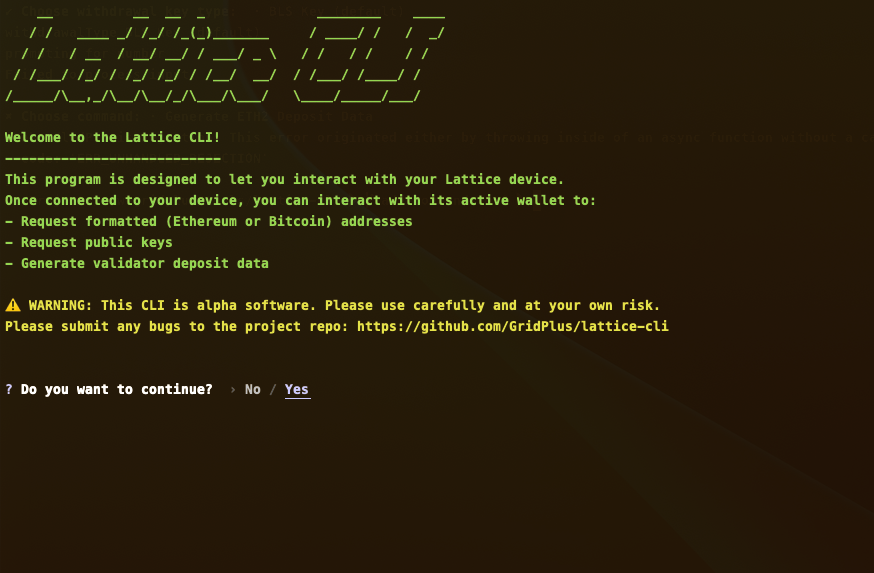 Lattice CLI
Welcome to the Lattice CLI!
---------------------------
This program is designed to let you interact with your Lattice device.
Once connected to your device, you can interact with its active wallet to:
- Request formatted (Ethereum or Bitcoin) addresses
- Request public keys
- Generate validator deposit data
⚠ WARNING: This CLI is alpha software. Please use carefully and at your own risk.
Please submit any bugs to the project repo: https://github.com/GridPlus/lattice-cli
? Do you want to continue? › No / Yes